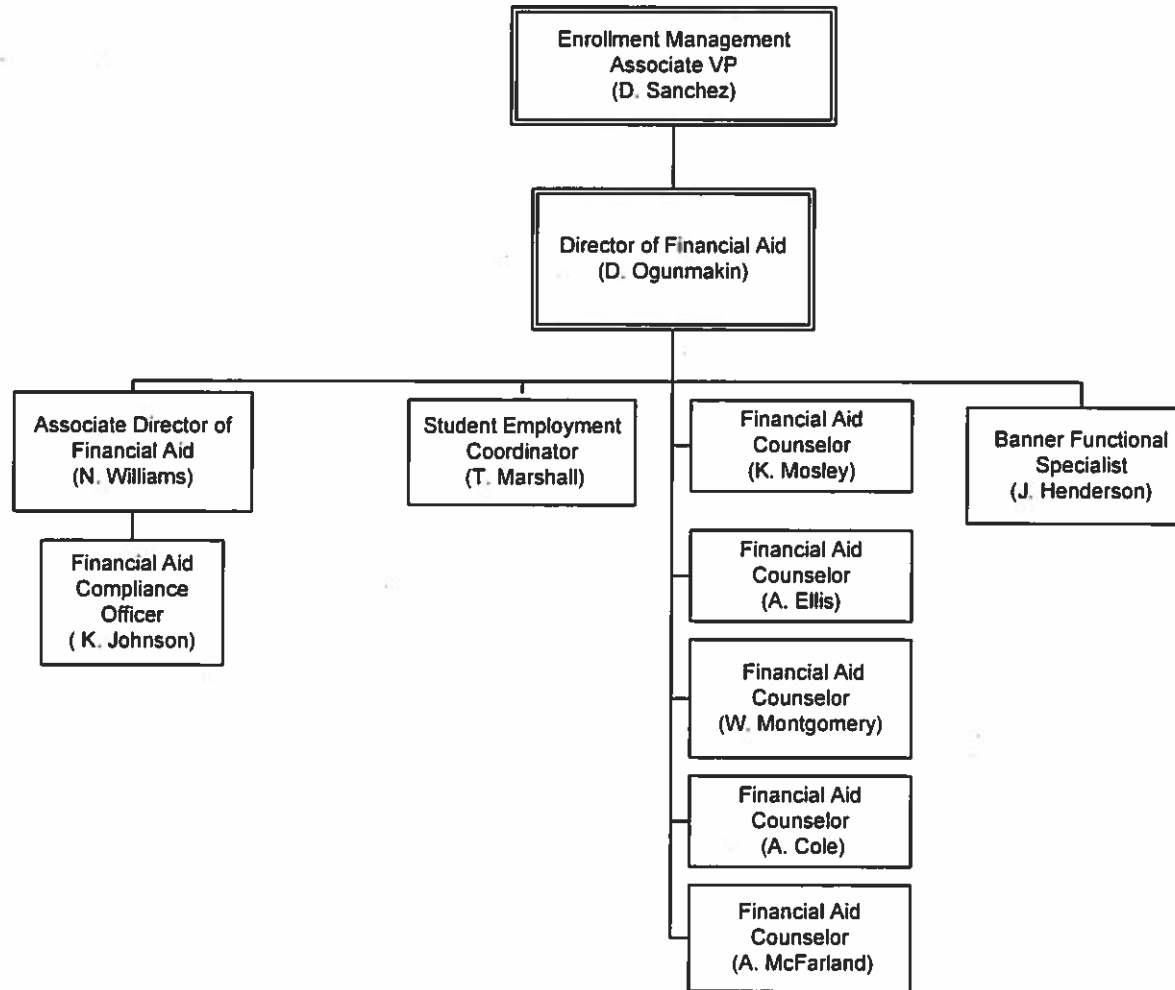 Enrollment Management
Associate VP
(D. Sanchez)
Director of Financial Aid
(D. Ogunmakin)
Associate Director of
Financial Aid
(N. Williams)
Financial Aid
Compliance
Officer
( K. Johnson)
Student Employment
Coordinator
(T. Marshall)
Financial Aid
Counselor
(K. Mosley)
Financial Aid
Counselor
(A. Ellis)
Financial Aid
Counselor
(W. Montgomery)
Financial Aid
Counselor
(A. Cole)
Financial Aid
Counselor
(A. McFarland)
Banner Functional
Specialist
(J. Henderson)